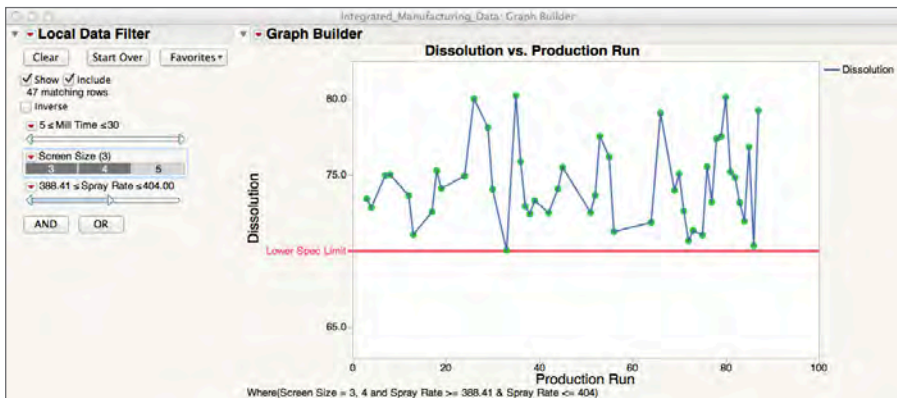 Integrated_Manufacturing_Data: Graph Builder
Local Data Filter
Clear Start Over Favorites
Show Include
47 matching rows
Inverse
5 ≤ Mill Time ≤30
Screen Size (3)
3 4 5
388.41 ≤ Spray Rate ≤404.00
AND OR
Graph Builder
Dissolution vs. Production Run
Dissolution
80.0
75.0
Lower Spec Limit
65.0
Dissolution
0 20 40 60 80 100
Production Run
Where(Screen Size = 3, 4 and Spray Rate >= 388.41 & Spray Rate <= 404)